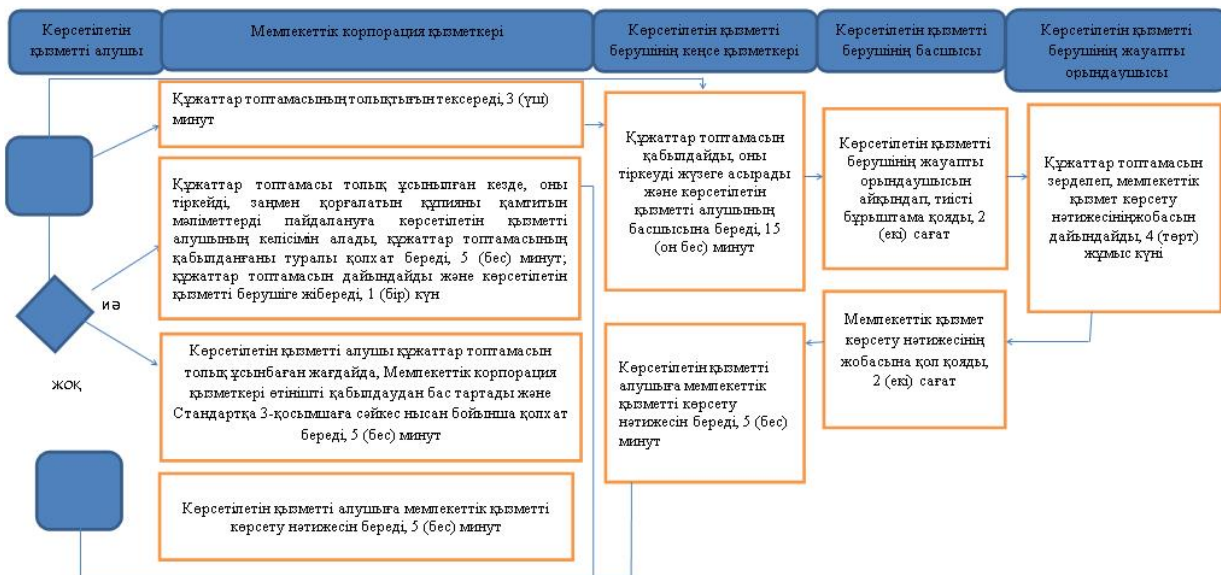 Көрсетілетін
қызметті алушы
Мемлекеттік корпорация қызметкері
Көрсетілетін қызметті
берушінің кеңсе қызметкері
Көрсетілетін қызметті
берушінің басшысы
Көрсетілетін қызметті
берушінің жауапты
орындаушысы
Құжаттар топтамасының толықтығын тексереді, 3 (үш)
минут
Құжаттар топтамасы толық ұсынылған кезде, оны
тіркейді, заңмен қорғалатын құпияны қамтитын
мәліметтерді пайдалануға көрсетілетін қызметті
алушының келісімін алады, құжаттар топтамасының
қабылданғаны туралы қолхат береді, 5 (бес) минут;
құжаттар топтамасын дайындайды және көрсетілетін
қызметті берушіге жібереді, 1 (бір) күн
иә
жоқ
Көрсетілетін қызметті алушы құжаттар топтамасын
толық ұсынбаған жағдайда, Мемлекеттік корпорация
қызметкері өтінішті қабылдаудан бас тартады және
Стандартқа 3-қосымшаға сәйкес нысан бойынша қолхат
береді, 5 (бес) минут
Көрсетілетін қызметті алушыға мемлекеттік қызметті
көрсету нәтижесін береді, 5 (бес) минут
Құжаттар топтамасын
қабылдайды, оны
тіркеуді жүзеге асырады
және көрсетілетін
қызметті алушының
басшысына береді, 15
(он бес) минут
Көрсетілетін қызметті
алушыға мемлекеттік
қызметті көрсету
нәтижесін береді, 5 (бес)
минут
Көрсетілетін қызметті
берушінің жауапты
орындаушысын
айқындап, тиісті
бұрыштама қояды, 2
(екі) сағат
Мемлекеттік қызмет
көрсету нәтижесінің
жобасына қол қояды,
2 (екі) сағат
Құжаттар топтамасын
зерделеп, мемлекеттік
қызмет көрсету
нәтижесініңжобасын
дайындайды, 4 (төрт)
жұмыс күні